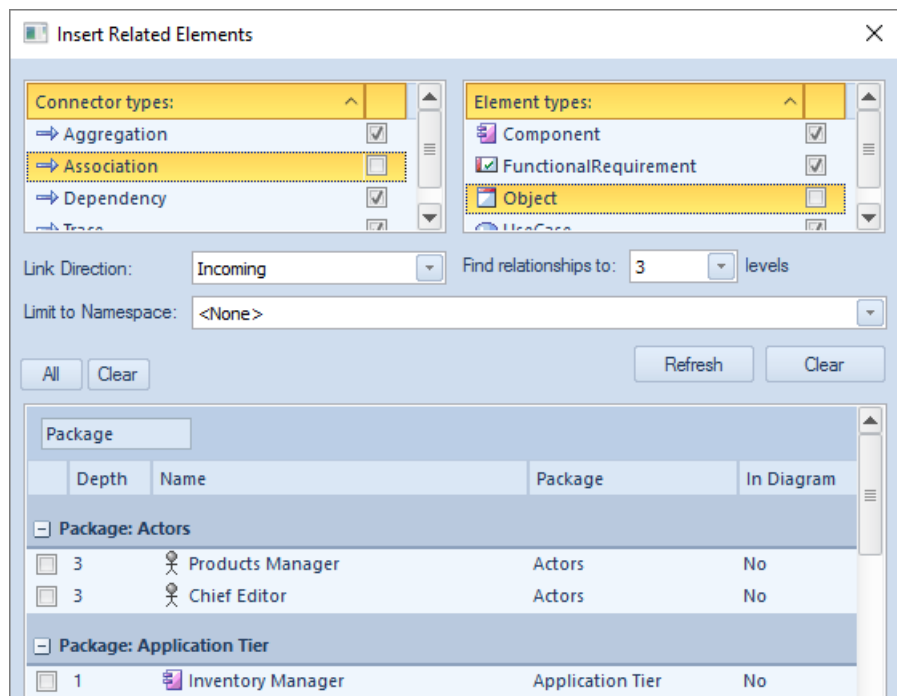 Insert Related Elements
Connector types:
Aggregation
Association
Dependency
Trace
Element types:
Component
FunctionalRequirement
Object
UseCase
Link Direction: Incoming
Find relationships to: 3 levels
Limit to Namespace: <None>
All Clear
Refresh Clear
Package
Depth Name Package In Diagram
Package: Actors
3 Products Manager Actors No
3 Chief Editor Actors No
Package: Application Tier
1 Inventory Manager Application Tier No